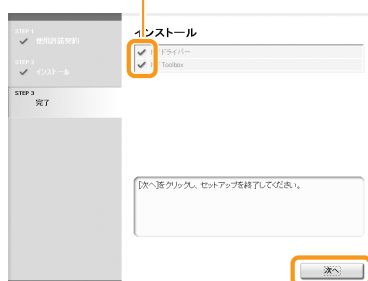 STEP 1
使用許諾契約
STEP 2
インストール
STEP 3
完了
インストール
ドライバー
Toolbox
[次へ]をクリックし、セットアップを終了してください。
次へ